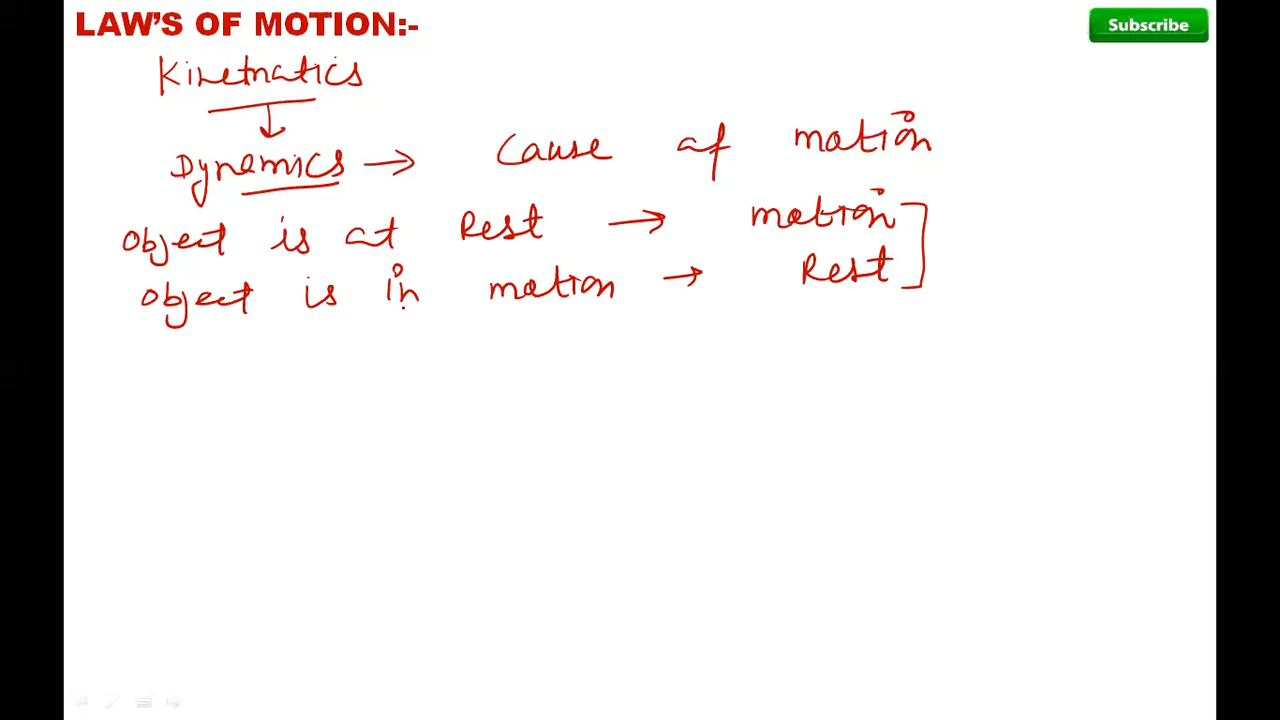 LAW'S OF MOTION:-
Subscribe
Kinematics
Dynamics → Cause of motion
Object is at Rest → motion
Object is in motion → Rest